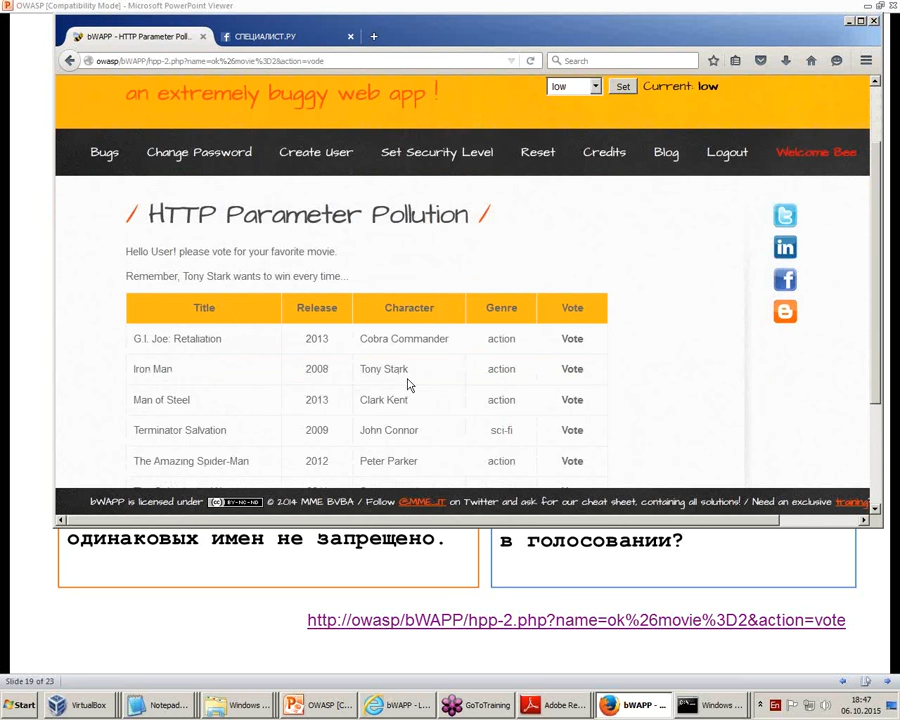 OWASP [Compatibility Mode] - Microsoft PowerPoint Viewer
bWAPP - HTTP Parameter Poll...
СПЕЦИАЛИСТ.РУ
owasp/bWAPP/hpp-2.php?name=ok%26movie%3D2&action=vote
Search
an extremely buggy web app !
low
Set
Current: low
Bugs
Change Password
Create User
Set Security Level
Reset
Credits
Blog
Logout
Welcome Bee
/ HTTP Parameter Pollution /
Hello User! please vote for your favorite movie.
Remember, Tony Stark wants to win every time...
Title Release Character Genre Vote
G.I. Joe: Retaliation 2013 Cobra Commander action Vote
Iron Man 2008 Tony Stark action Vote
Man of Steel 2013 Clark Kent action Vote
Terminator Salvation 2009 John Connor sci-fi Vote
The Amazing Spider-Man 2012 Peter Parker action Vote
bWAPP is licensed under (cc) BY-NC-ND © 2014 MME BVBA / Follow @MME_IT on Twitter and ask for our cheat sheet, containing all solutions! / Need an exclusive training
одинаковых имен не запрещено.
в голосовании?
http://owasp/bWAPP/hpp-2.php?name=ok%26movie%3D2&action=vote
Slide 19 of 23
Start
VirtualBox
Notepad...
Windows ...
OWASP [C...
bWAPP - L...
GoToTraining
Adobe Re...
bWAPP - ...
Windows ...
En
18:47
06.10.2015